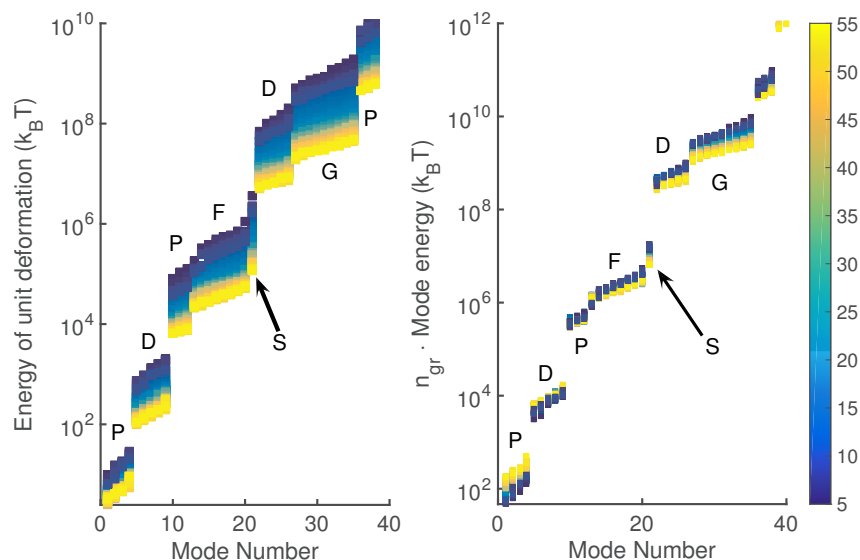 Energy of unit deformation (k_BT)
10^10
10^8
10^6
10^4
10^2
0
10
20
30
40
Mode Number
P
D
P
F
S
D
G
P
n_gr · Mode energy (k_BT)
10^12
10^10
10^8
10^6
10^4
10^2
0
20
40
Mode Number
P
D
P
F
S
D
G
55
50
45
40
35
30
25
20
15
10
5